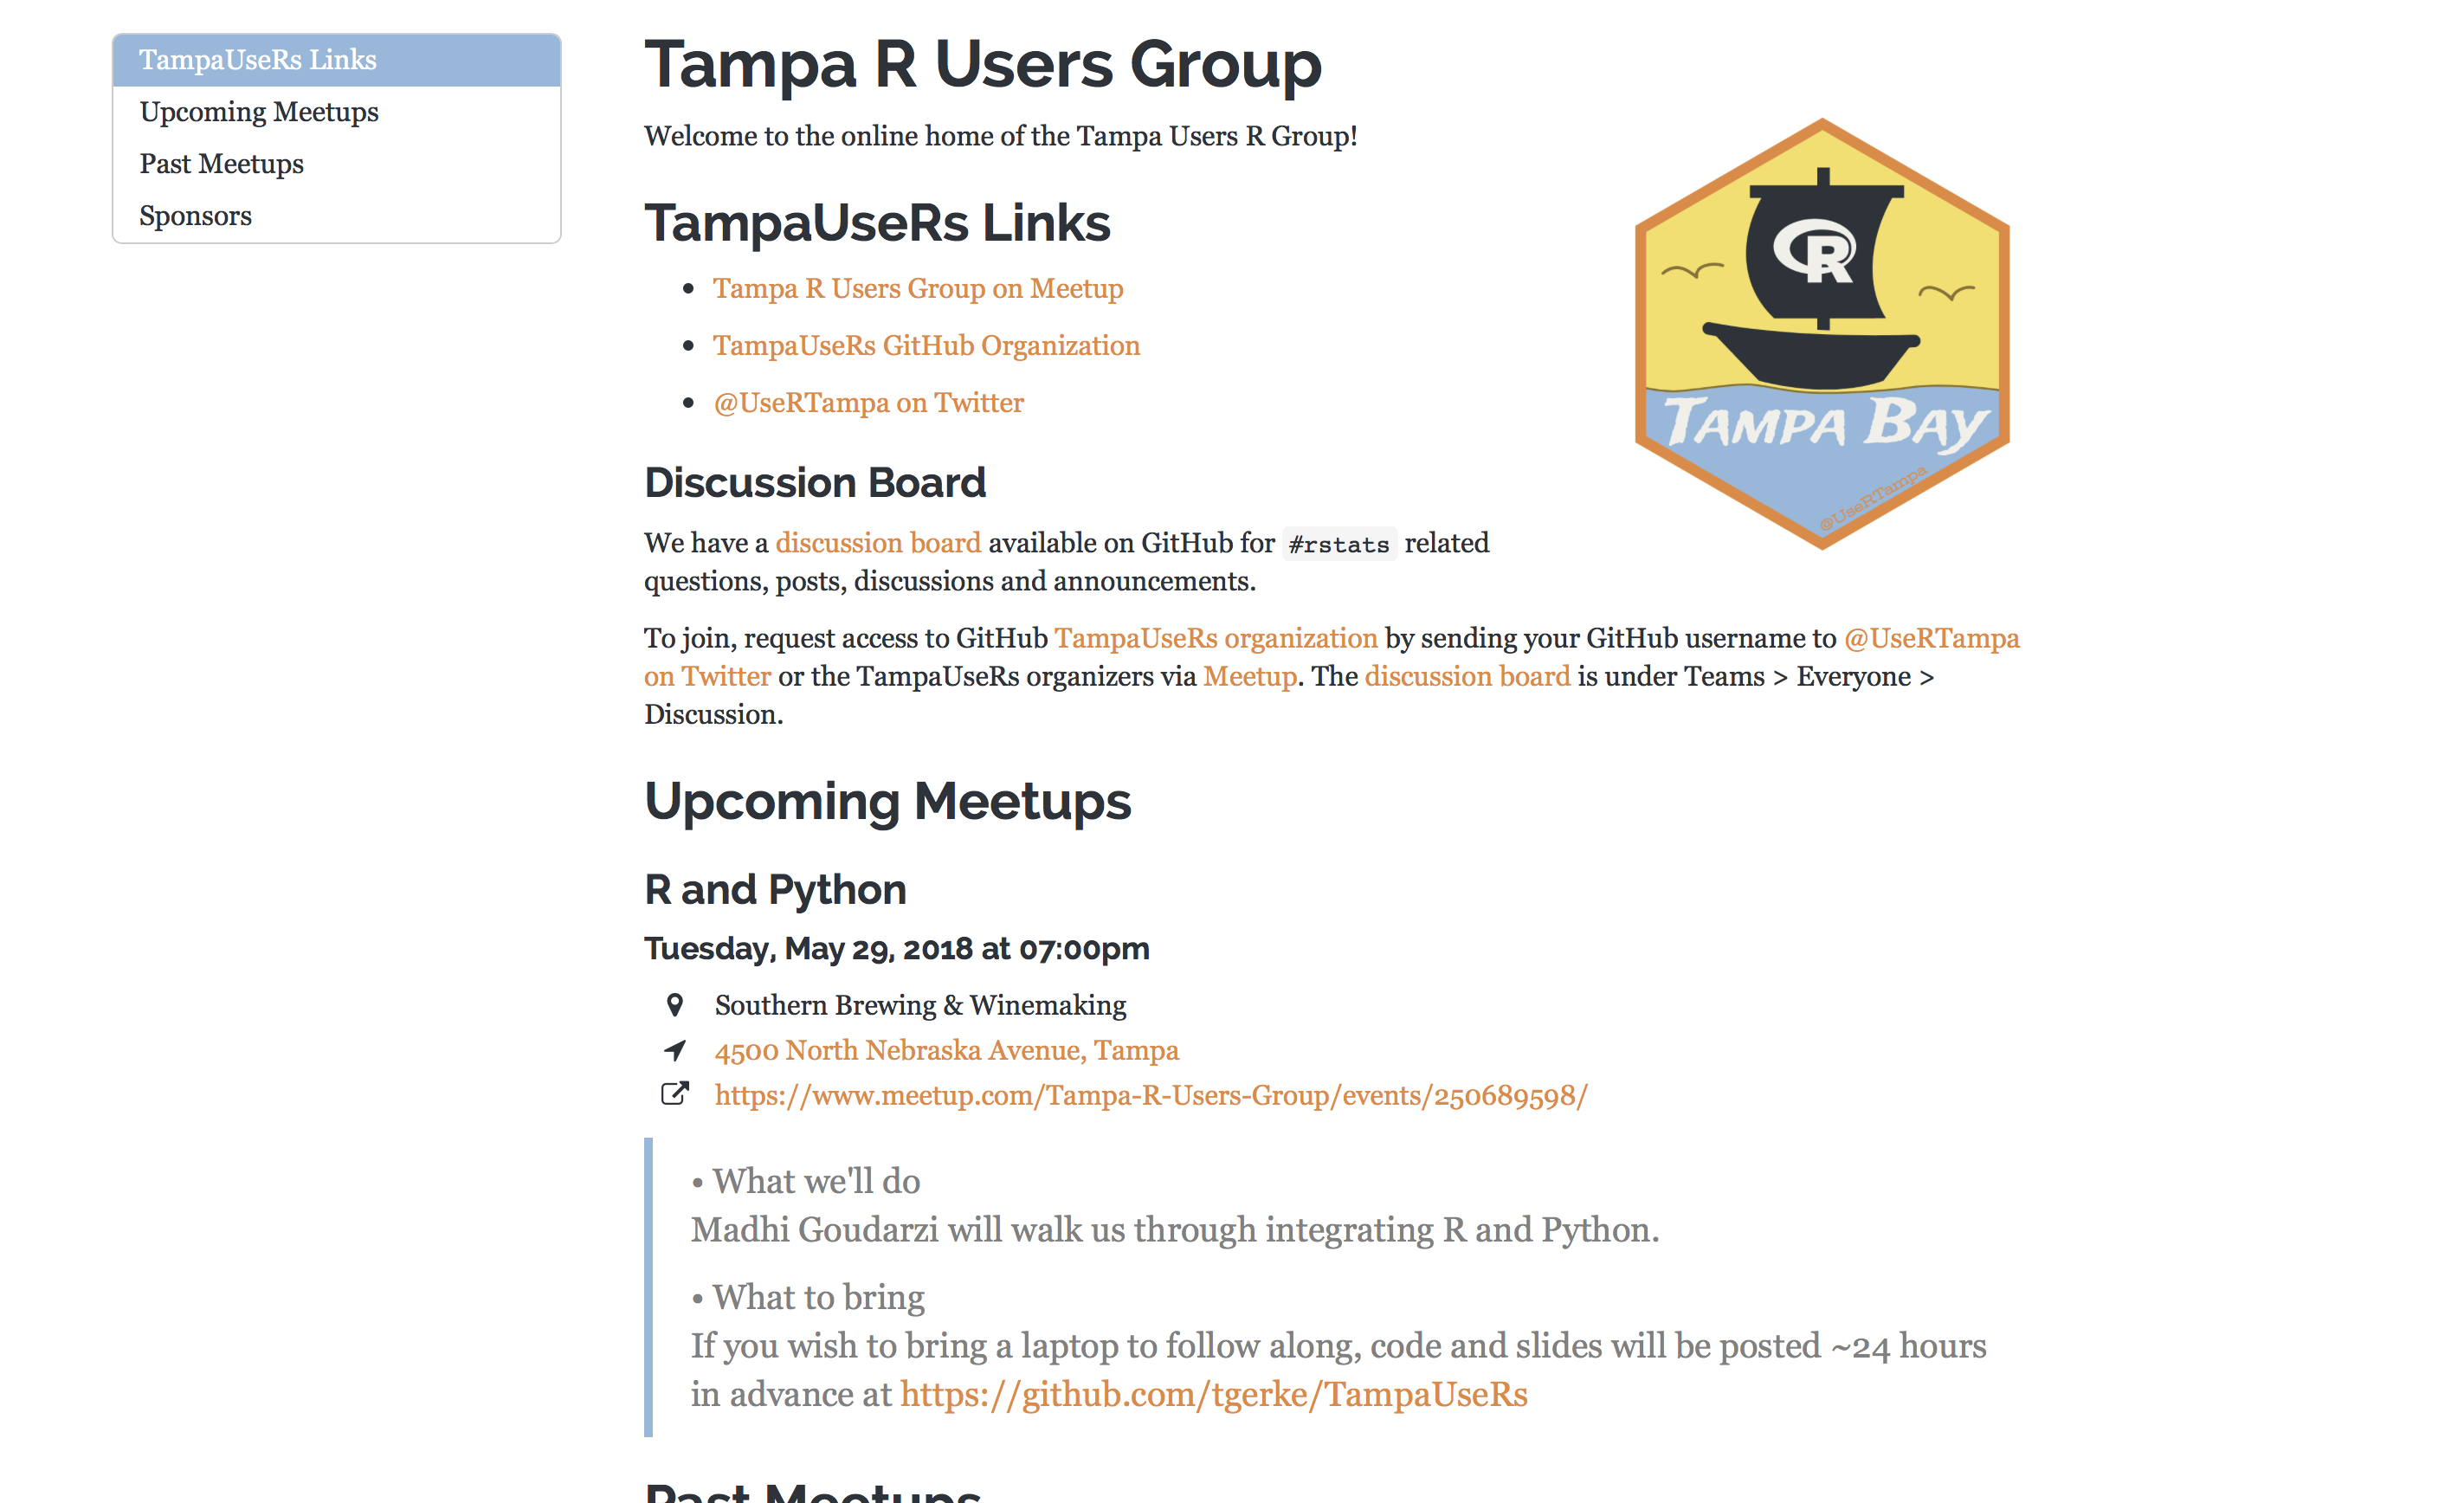 TampaUseRs Links
Upcoming Meetups
Past Meetups
Sponsors
Tampa R Users Group
Welcome to the online home of the Tampa Users R Group!
TampaUseRs Links
• Tampa R Users Group on Meetup
• TampaUseRs GitHub Organization
• @UseRTampa on Twitter
R
TAMPA BAY
@UseRTampa
Discussion Board
We have a discussion board available on GitHub for #rstats related
questions, posts, discussions and announcements.
To join, request access to GitHub TampaUseRs organization by sending your GitHub username to @UseRTampa
on Twitter or the TampaUseRs organizers via Meetup. The discussion board is under Teams > Everyone >
Discussion.
Upcoming Meetups
R and Python
Tuesday, May 29, 2018 at 07:00pm
Southern Brewing & Winemaking
4500 North Nebraska Avenue, Tampa
https://www.meetup.com/Tampa-R-Users-Group/events/250689598/
• What we'll do
Madhi Goudarzi will walk us through integrating R and Python.
• What to bring
If you wish to bring a laptop to follow along, code and slides will be posted ~24 hours
in advance at https://github.com/tgerke/TampaUseRs
Past Meetups